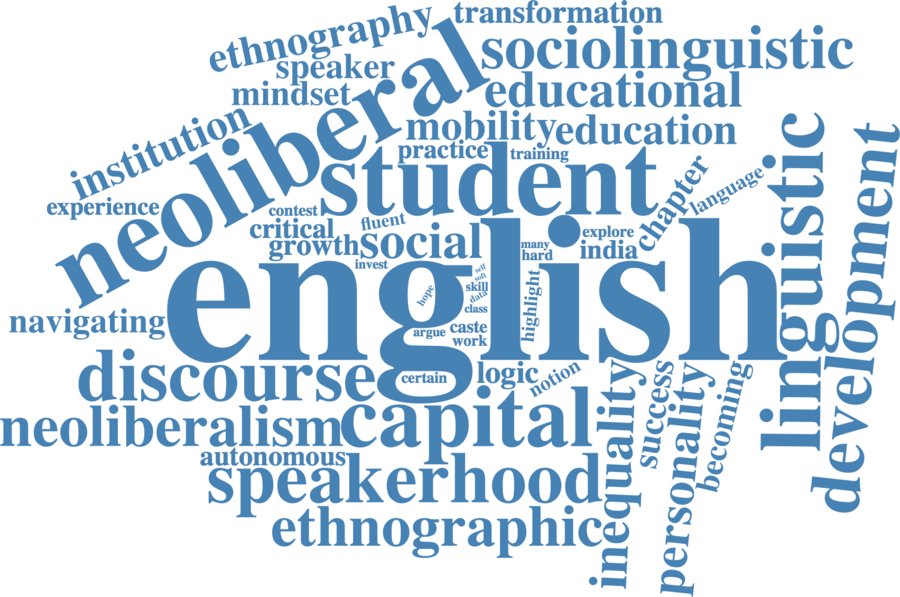 transformation
ethnography
sociolinguistic
speaker
neoliberal
mindset
educational
institution
mobility
education
practice
training
student
chapter
language
linguistic
development
experience
contest
fluent
critical
explore
growth
social
many
hard
india
invest
english
self
soft
skill
data
hope
class
highlight
navigating
argue
caste
work
discourse
certain
logic
notion
inequality
success
personality
becoming
neoliberalism
capital
autonomous
speakerhood
ethnographic